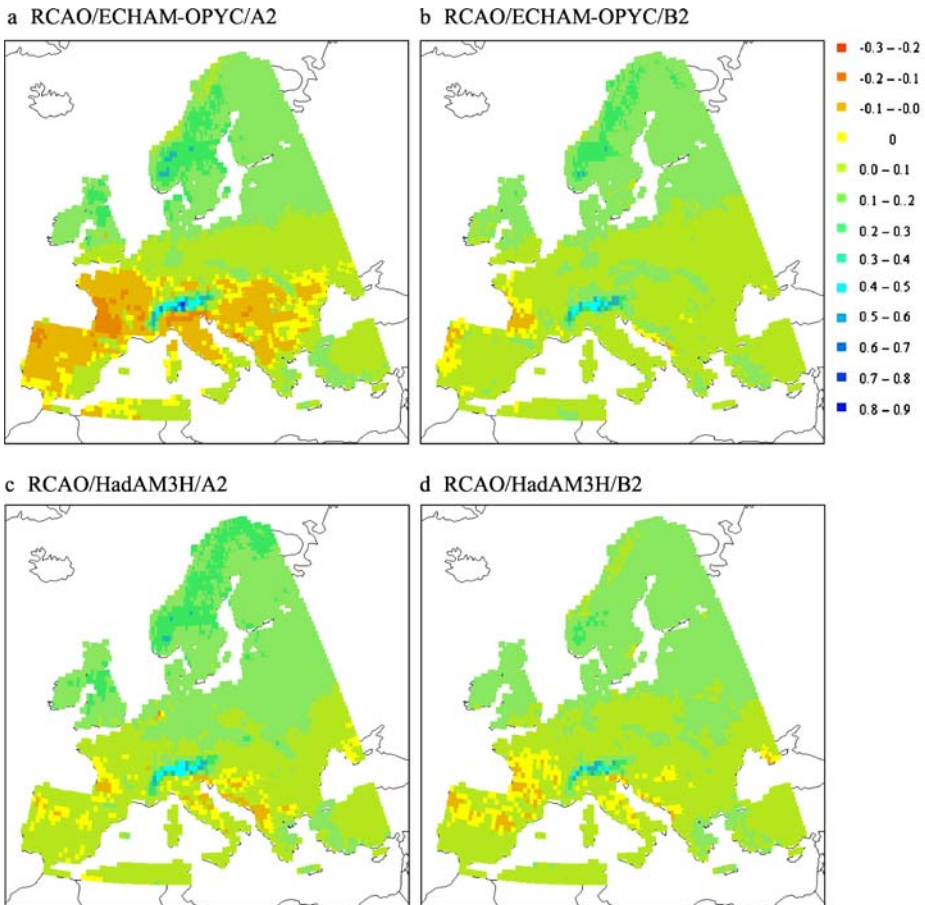 a RCAO/ECHAM-OPYC/A2
b RCAO/ECHAM-OPYC/B2
-0.3 – -0.2
-0.2 – -0.1
-0.1 – -0.0
0
0.0 – 0.1
0.1 – 0.2
0.2 – 0.3
0.3 – 0.4
0.4 – 0.5
0.5 – 0.6
0.6 – 0.7
0.7 – 0.8
0.8 – 0.9
c RCAO/HadAM3H/A2
d RCAO/HadAM3H/B2